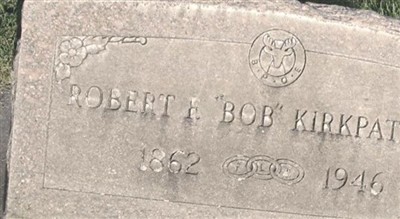 B.P.O.E.
ROBERT F. "BOB" KIRKPAT
1862 F L T 1946